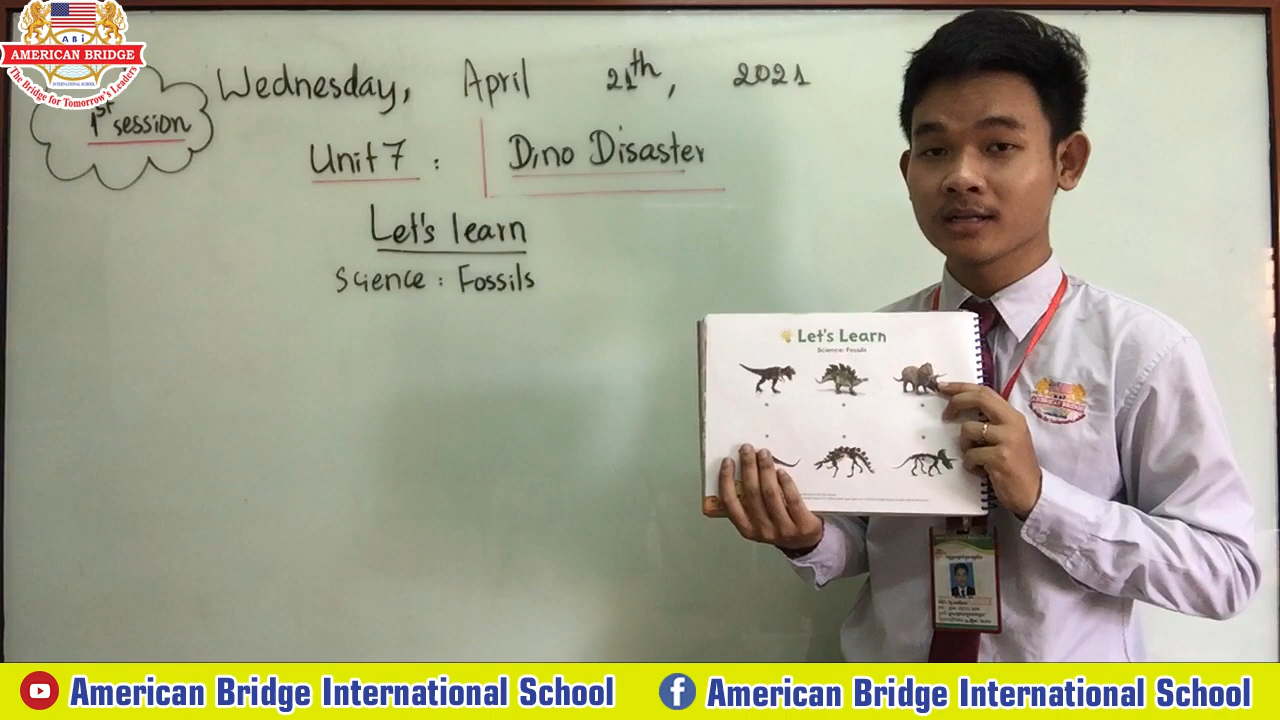 ABi
AMERICAN BRIDGE
INTERNATIONAL SCHOOL
The Bridge for Tomorrow's Leaders
1st session
Wednesday, April 21th, 2021
Unit 7 : Dino Disaster
Let's learn
Science : Fossils
Let's Learn
Science: Fossils
American Bridge International School
American Bridge International School